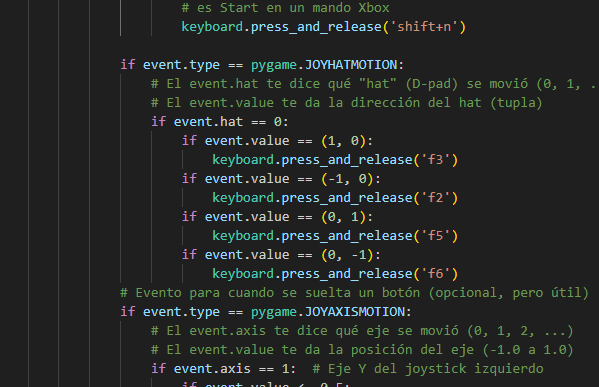 # es Start en un mando Xbox
keyboard.press_and_release('shift+n')
if event.type == pygame.JOYHATMOTION:
# El event.hat te dice qué "hat" (D-pad) se movió (0, 1, .
# El event.value te da la dirección del hat (tupla)
if event.hat == 0:
if event.value == (1, 0):
keyboard.press_and_release('f3')
if event.value == (-1, 0):
keyboard.press_and_release('f2')
if event.value == (0, 1):
keyboard.press_and_release('f5')
if event.value == (0, -1):
keyboard.press_and_release('f6')
# Evento para cuando se suelta un botón (opcional, pero útil)
if event.type == pygame.JOYAXISMOTION:
# El event.axis te dice qué eje se movió (0, 1, 2, ...)
# El event.value te da la posición del eje (-1.0 a 1.0)
if event.axis == 1:  # Eje Y del joystick izquierdo
if event.value < -0.5: